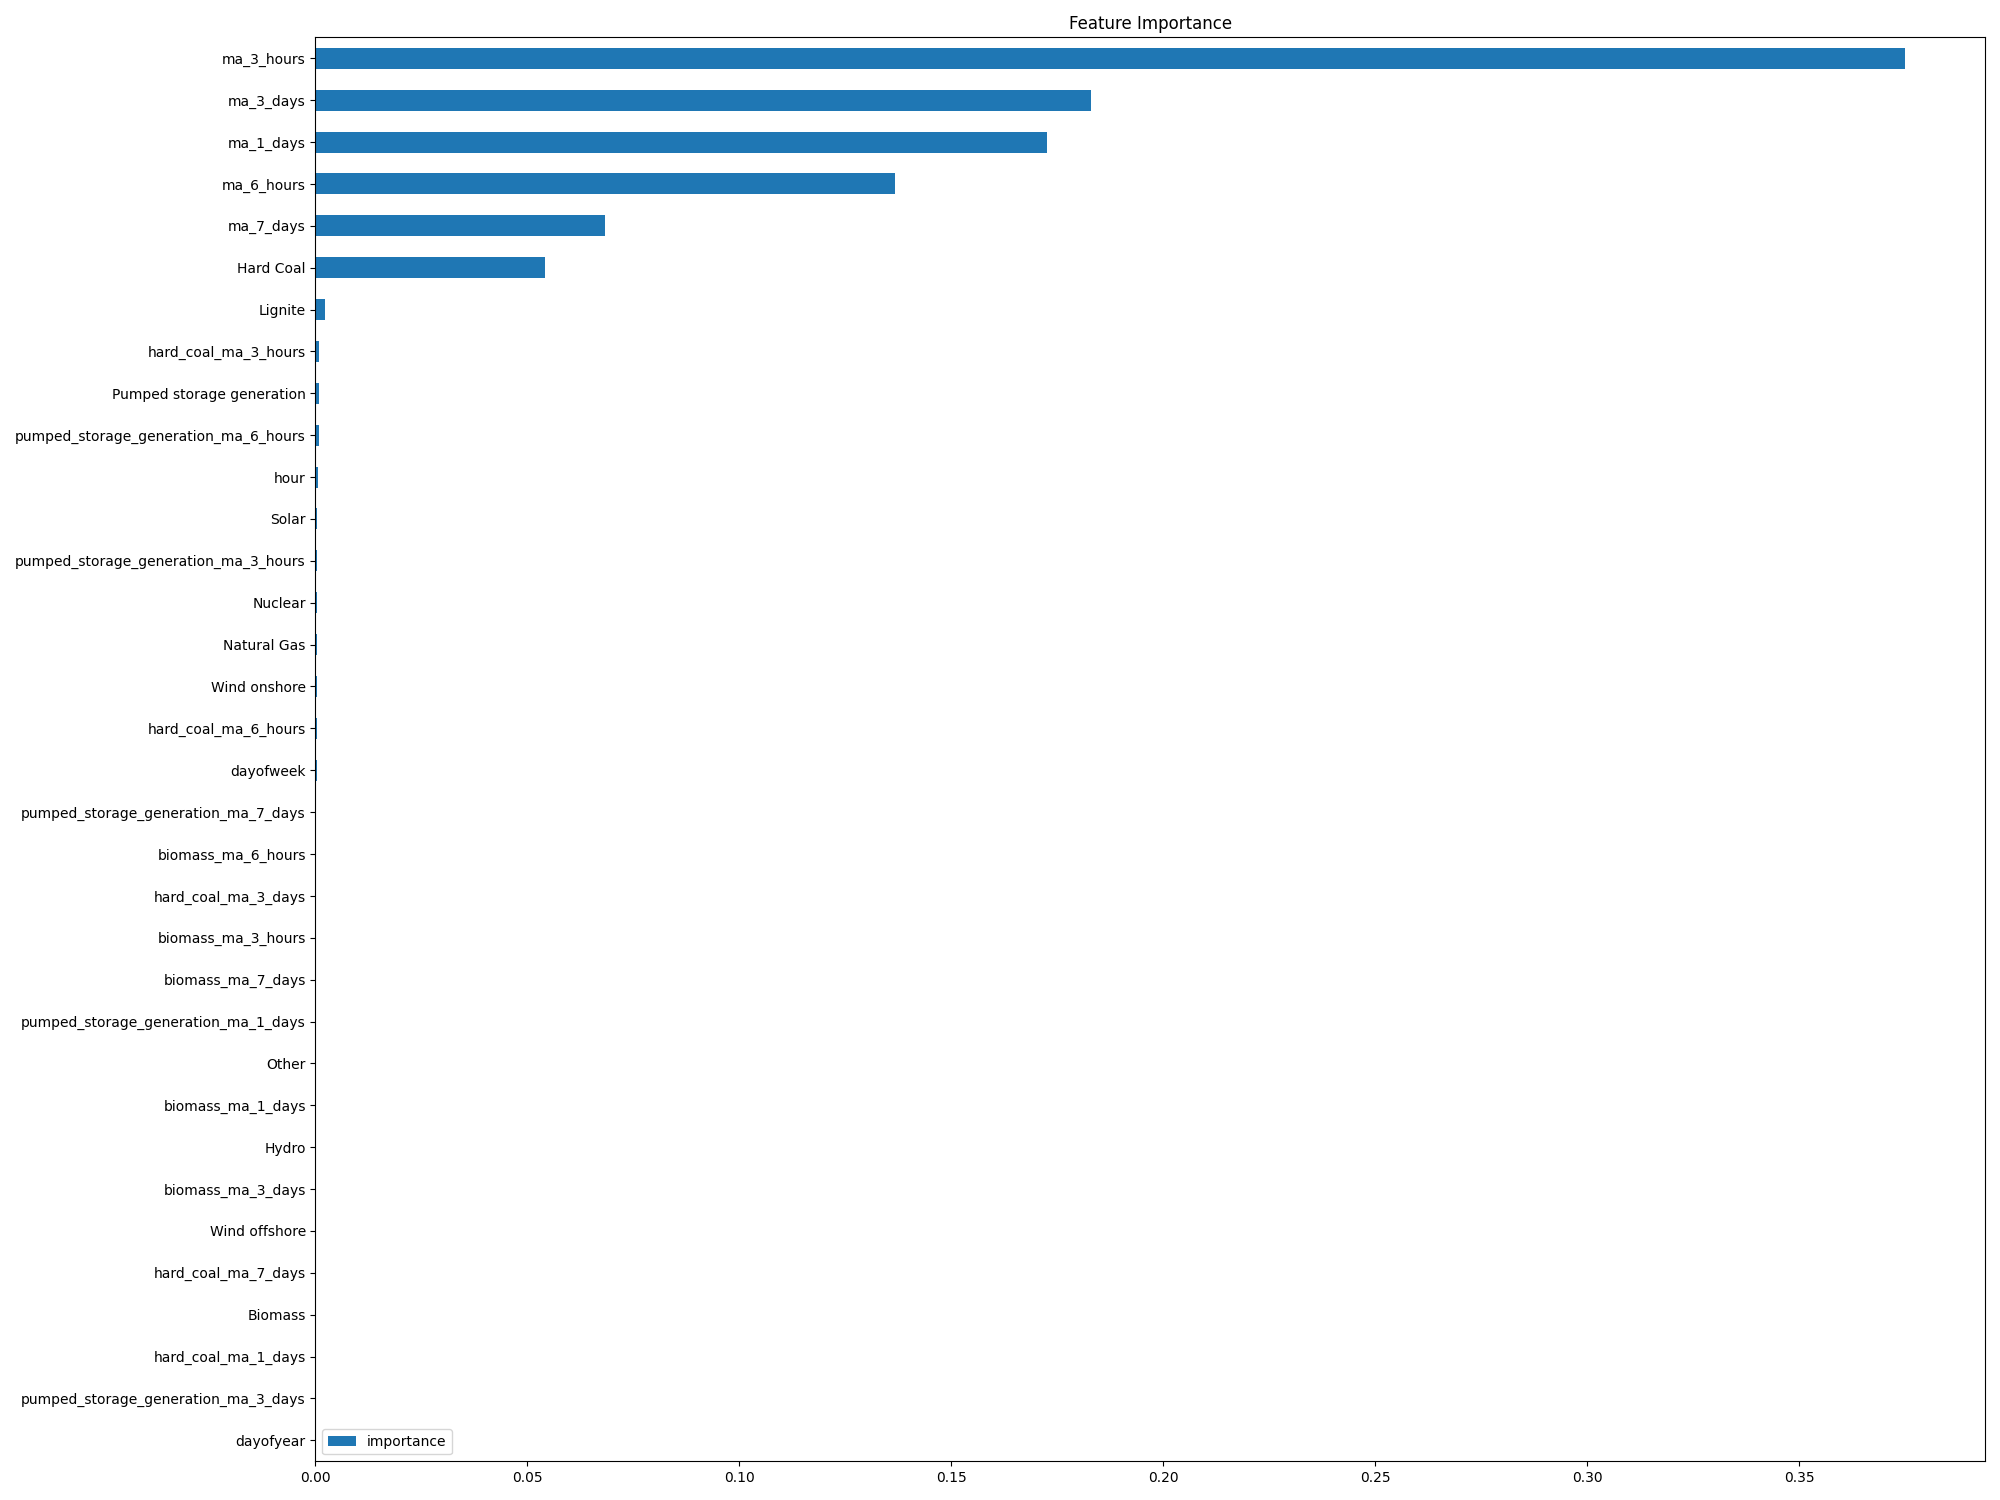 Feature Importance
ma_3_hours
ma_3_days
ma_1_days
ma_6_hours
ma_7_days
Hard Coal
Lignite
hard_coal_ma_3_hours
Pumped storage generation
pumped_storage_generation_ma_6_hours
hour
Solar
pumped_storage_generation_ma_3_hours
Nuclear
Natural Gas
Wind onshore
hard_coal_ma_6_hours
dayofweek
pumped_storage_generation_ma_7_days
biomass_ma_6_hours
hard_coal_ma_3_days
biomass_ma_3_hours
biomass_ma_7_days
pumped_storage_generation_ma_1_days
Other
biomass_ma_1_days
Hydro
biomass_ma_3_days
Wind offshore
hard_coal_ma_7_days
Biomass
hard_coal_ma_1_days
pumped_storage_generation_ma_3_days
dayofyear
importance
0.00 0.05 0.10 0.15 0.20 0.25 0.30 0.35